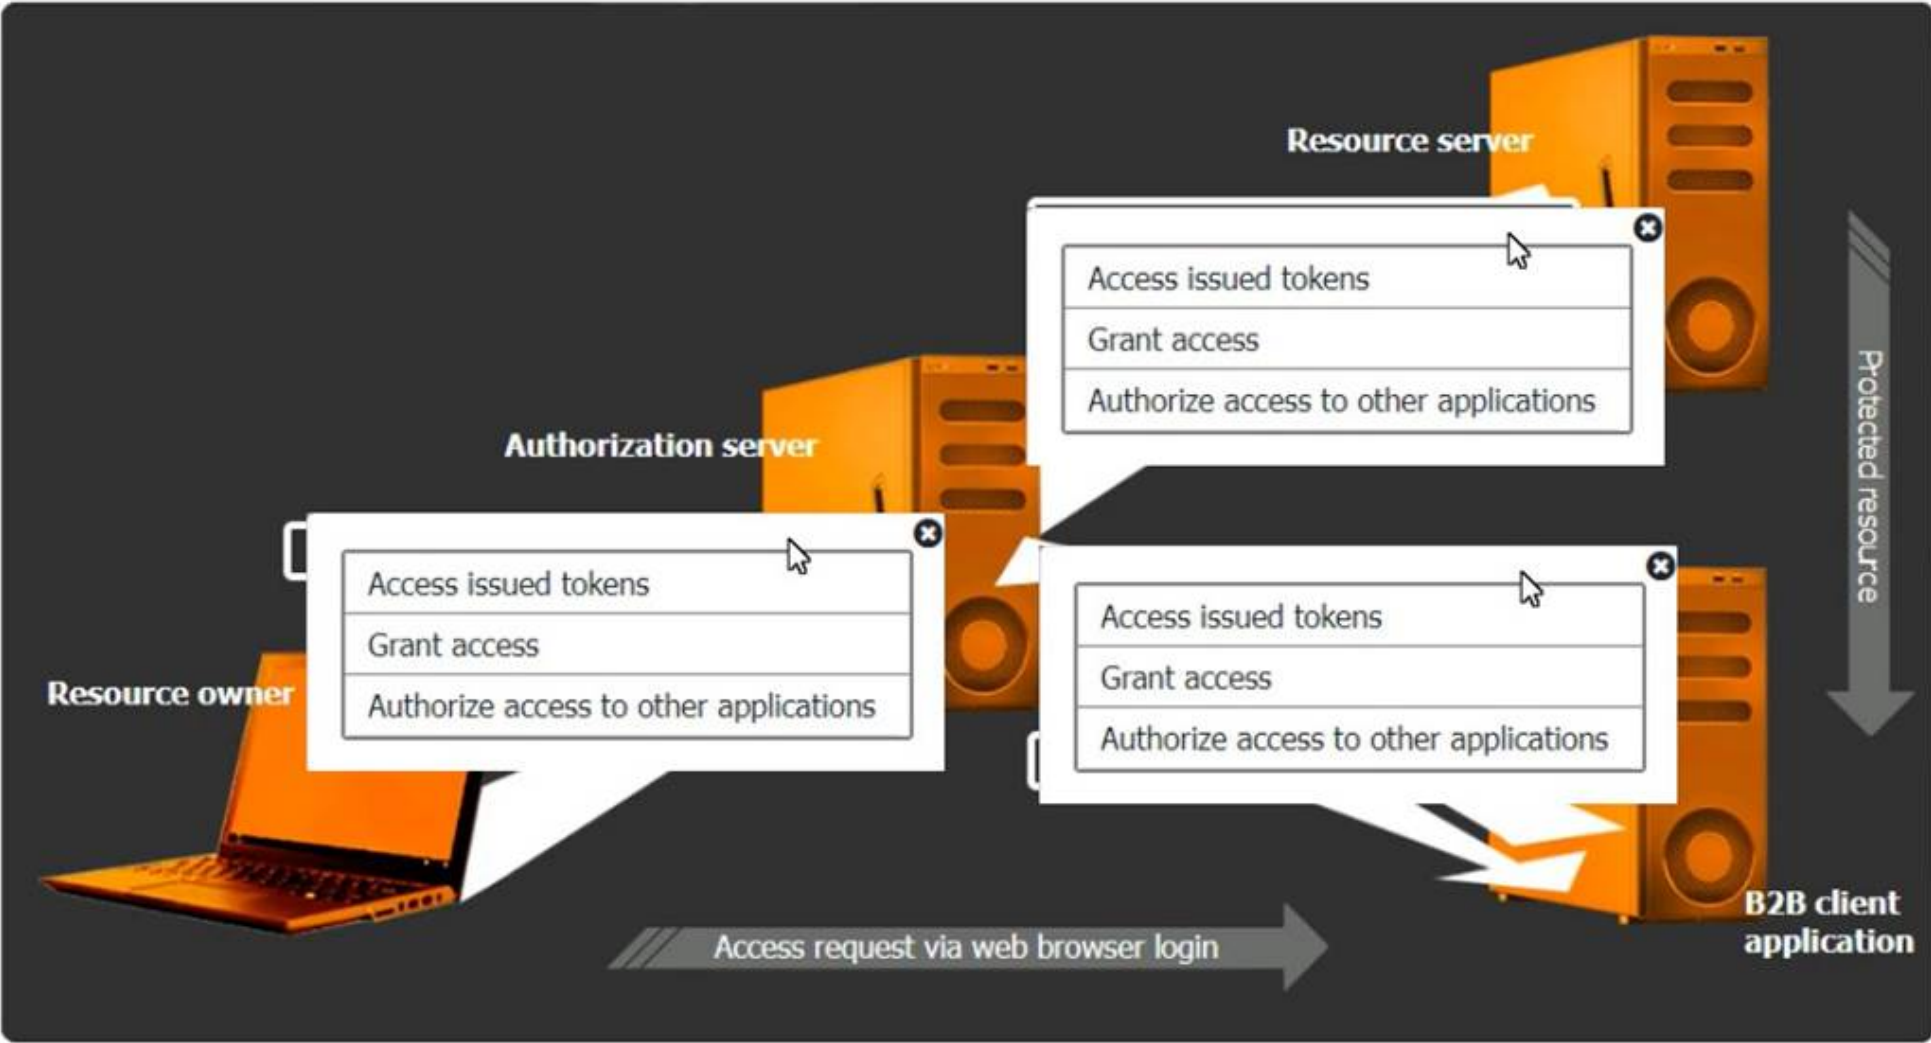 Resource server
Access issued tokens
Grant access
Authorize access to other applications
Protected resource
Authorization server
Access issued tokens
Grant access
Authorize access to other applications
Access issued tokens
Grant access
Authorize access to other applications
Resource owner
B2B client
application
Access request via web browser login